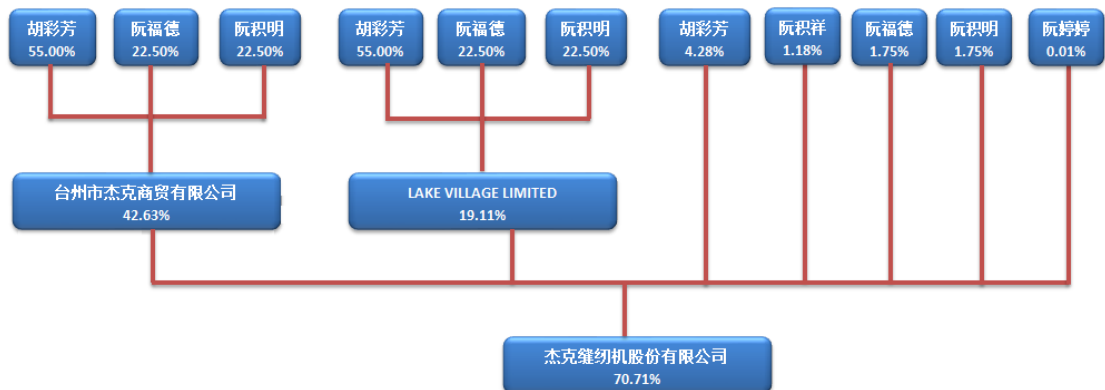 胡彩芳
55.00%
阮福德
22.50%
阮积明
22.50%
胡彩芳
55.00%
阮福德
22.50%
阮积明
22.50%
胡彩芳
4.28%
阮积祥
1.18%
阮福德
1.75%
阮积明
1.75%
阮婷婷
0.01%
台州市杰克商贸有限公司
42.63%
LAKE VILLAGE LIMITED
19.11%
杰克缝纫机股份有限公司
70.71%